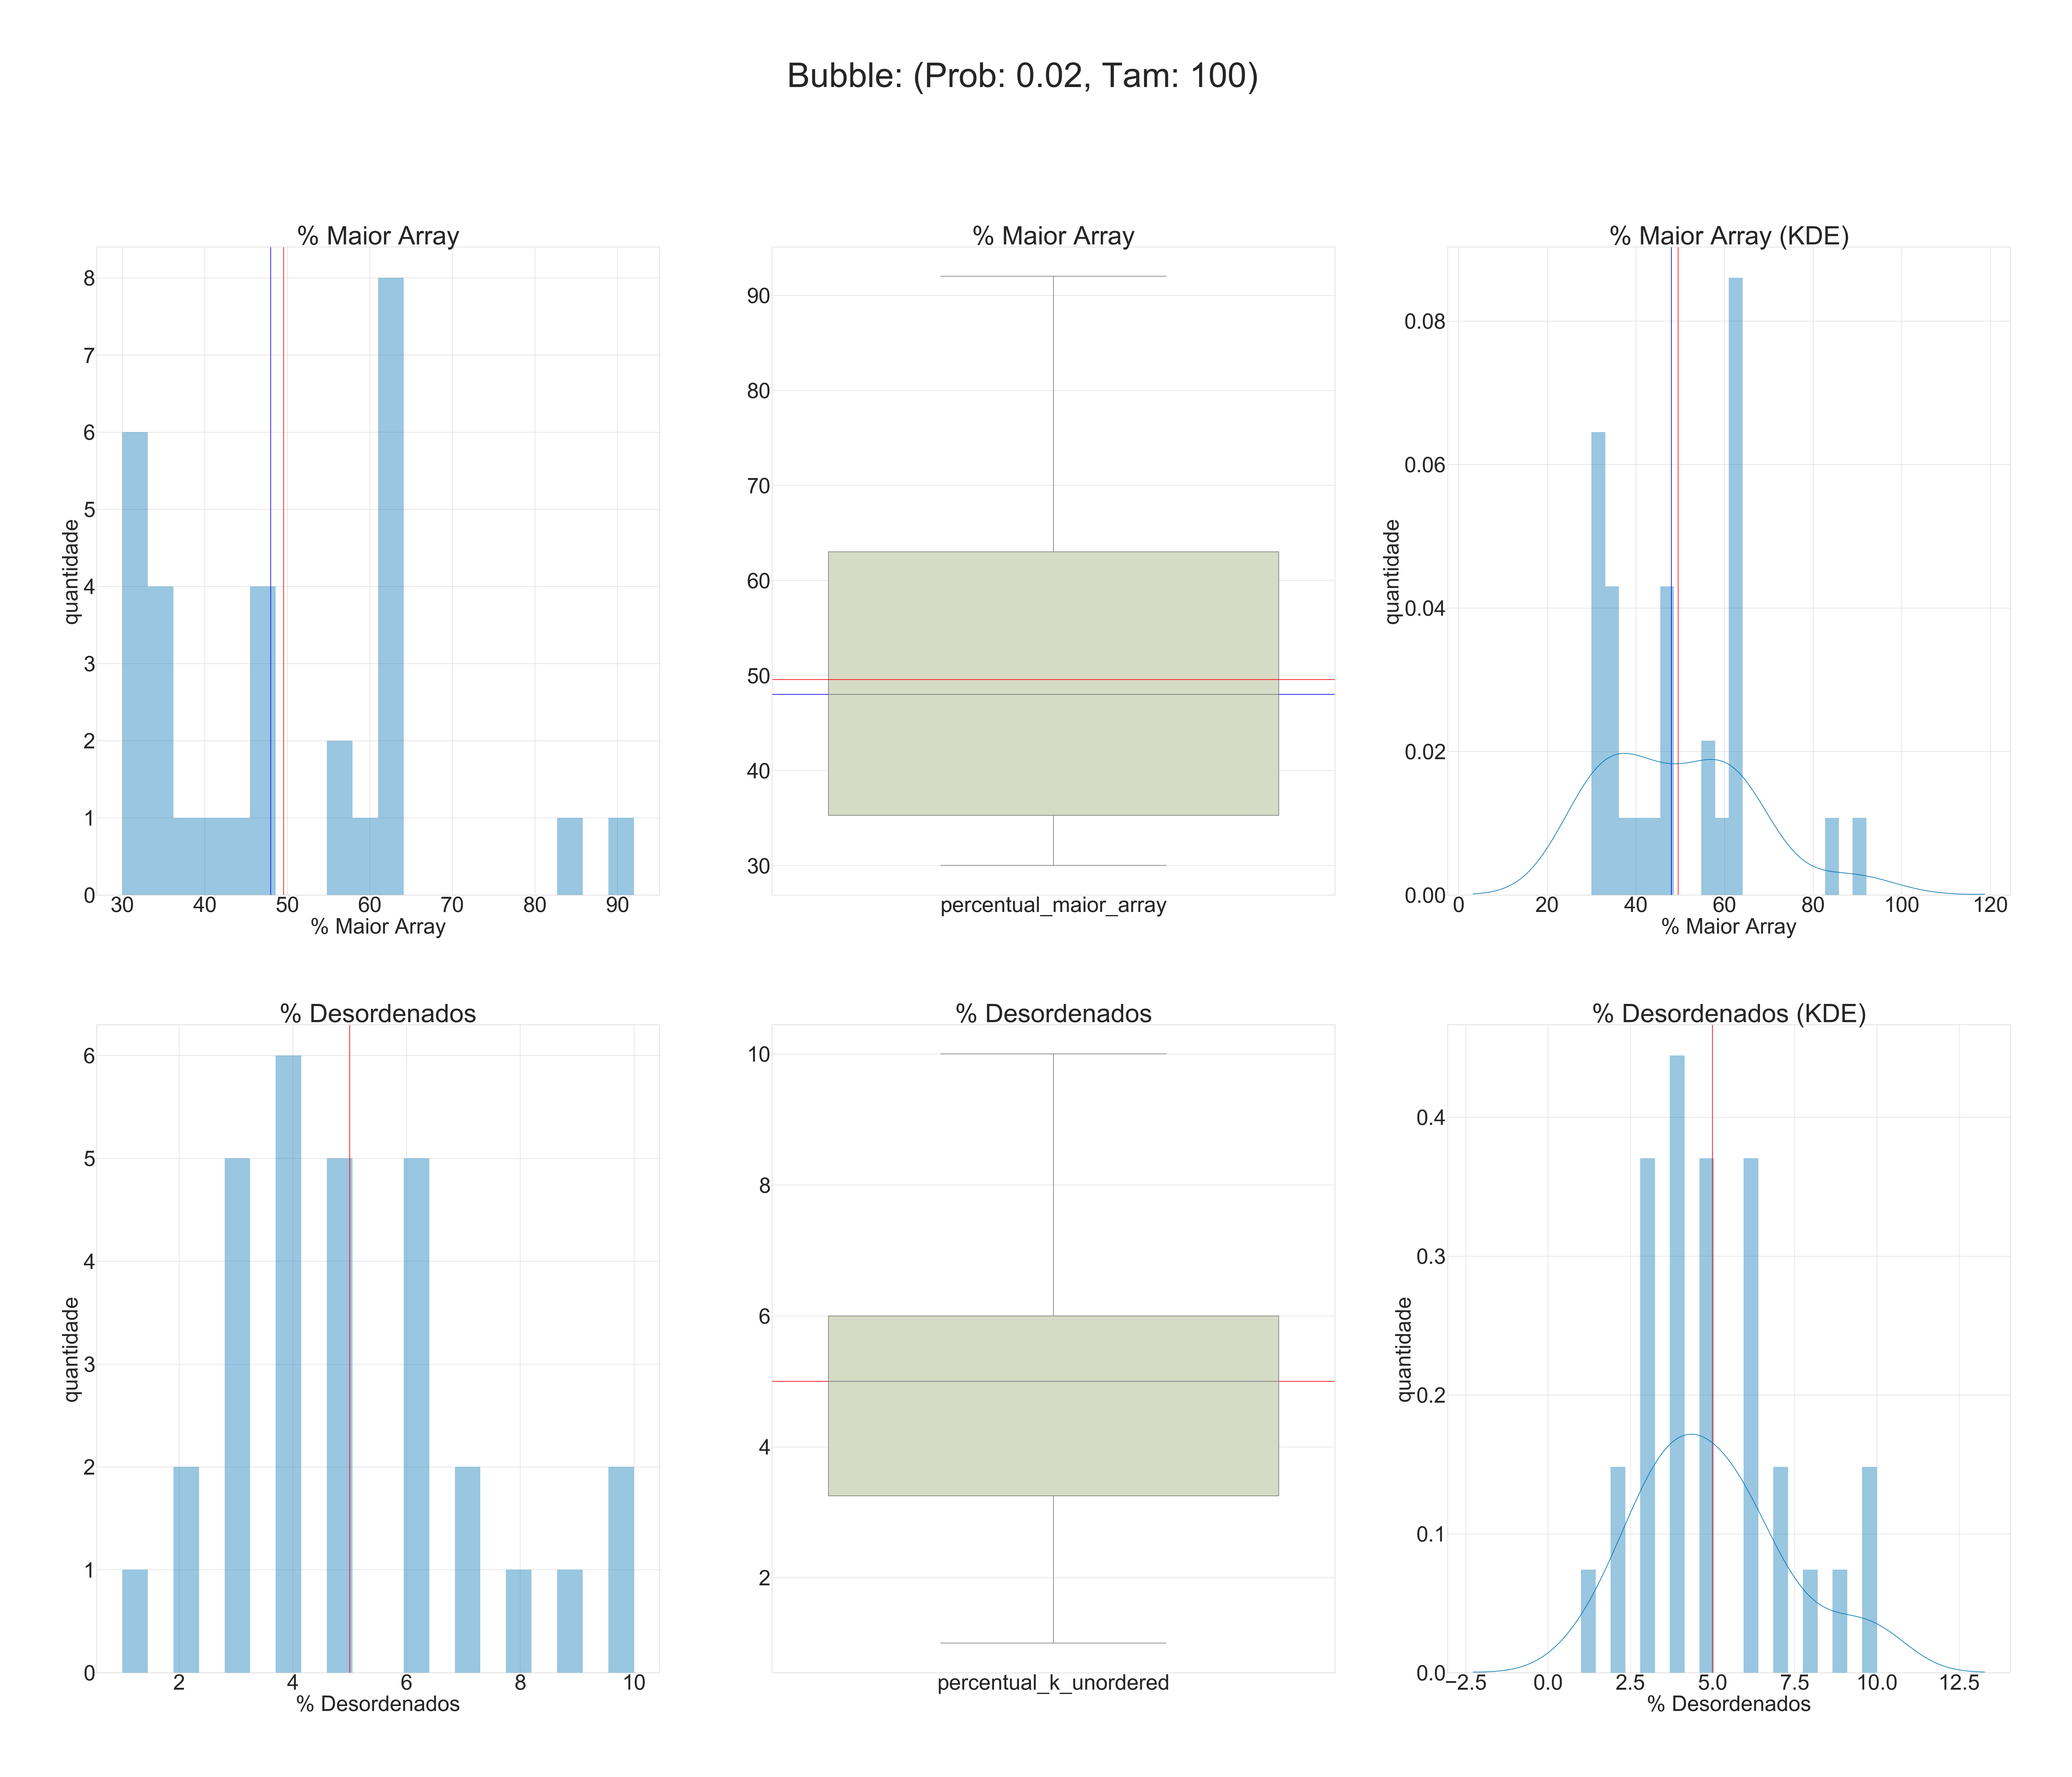 Bubble: (Prob: 0.02, Tam: 100)
% Maior Array
8
7
6
5
4
3
2
1
0
quantidade
30 40 50 60 70 80 90
% Maior Array
% Maior Array
90
80
70
60
50
40
30
percentual_maior_array
% Maior Array (KDE)
0.08
0.06
0.04
0.02
0.00
quantidade
0 20 40 60 80 100 120
% Maior Array
% Desordenados
6
5
4
3
2
1
0
quantidade
2 4 6 8 10
% Desordenados
% Desordenados
10
8
6
4
2
percentual_k_unordered
% Desordenados (KDE)
0.4
0.3
0.2
0.1
0.0
quantidade
−2.5 0.0 2.5 5.0 7.5 10.0 12.5
% Desordenados